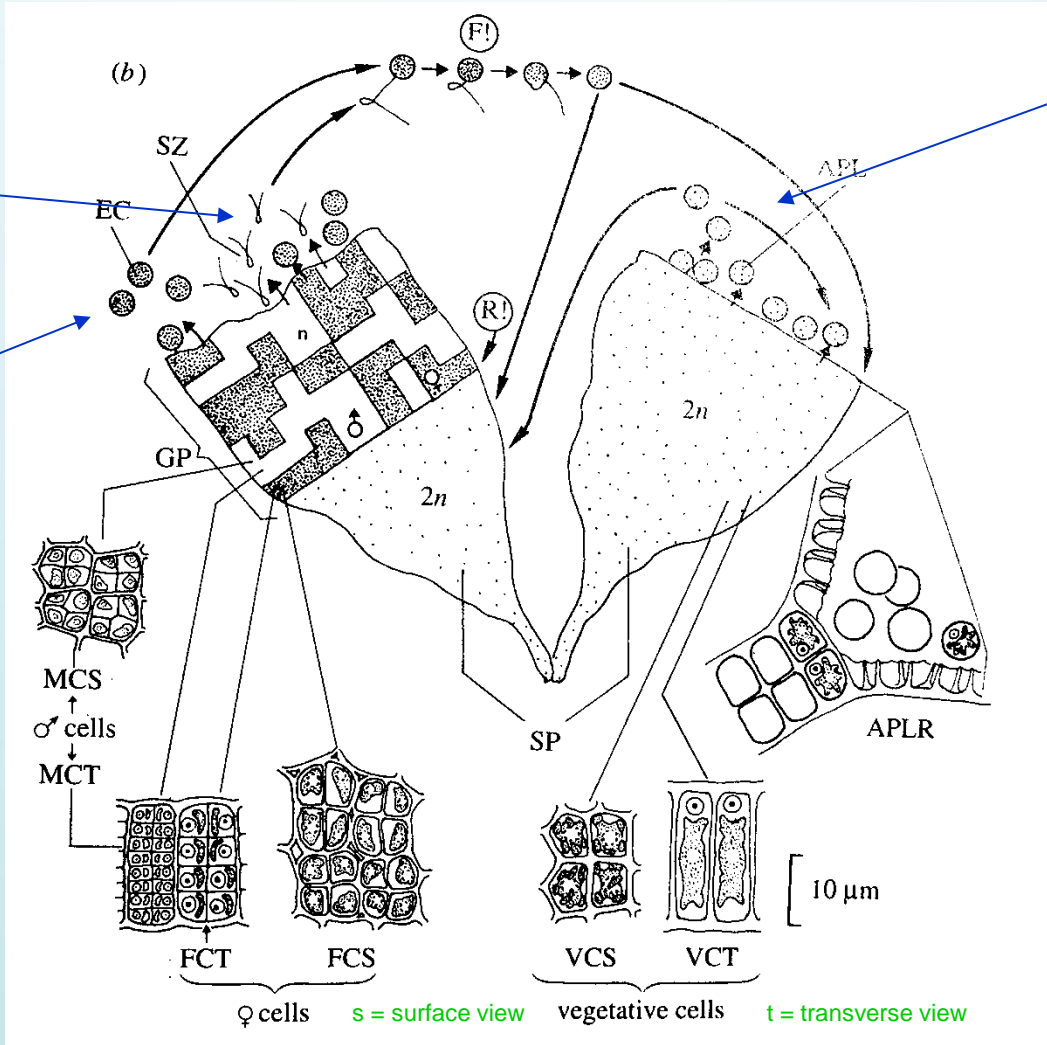 (b)
F!
SZ
APL
EC
R!
n
♀
♂
GP
2n
2n
MCS
♂ cells
MCT
SP
APLR
10 µm
FCT
FCS
VCS
VCT
♀ cells
s = surface view
vegetative cells
t = transverse view